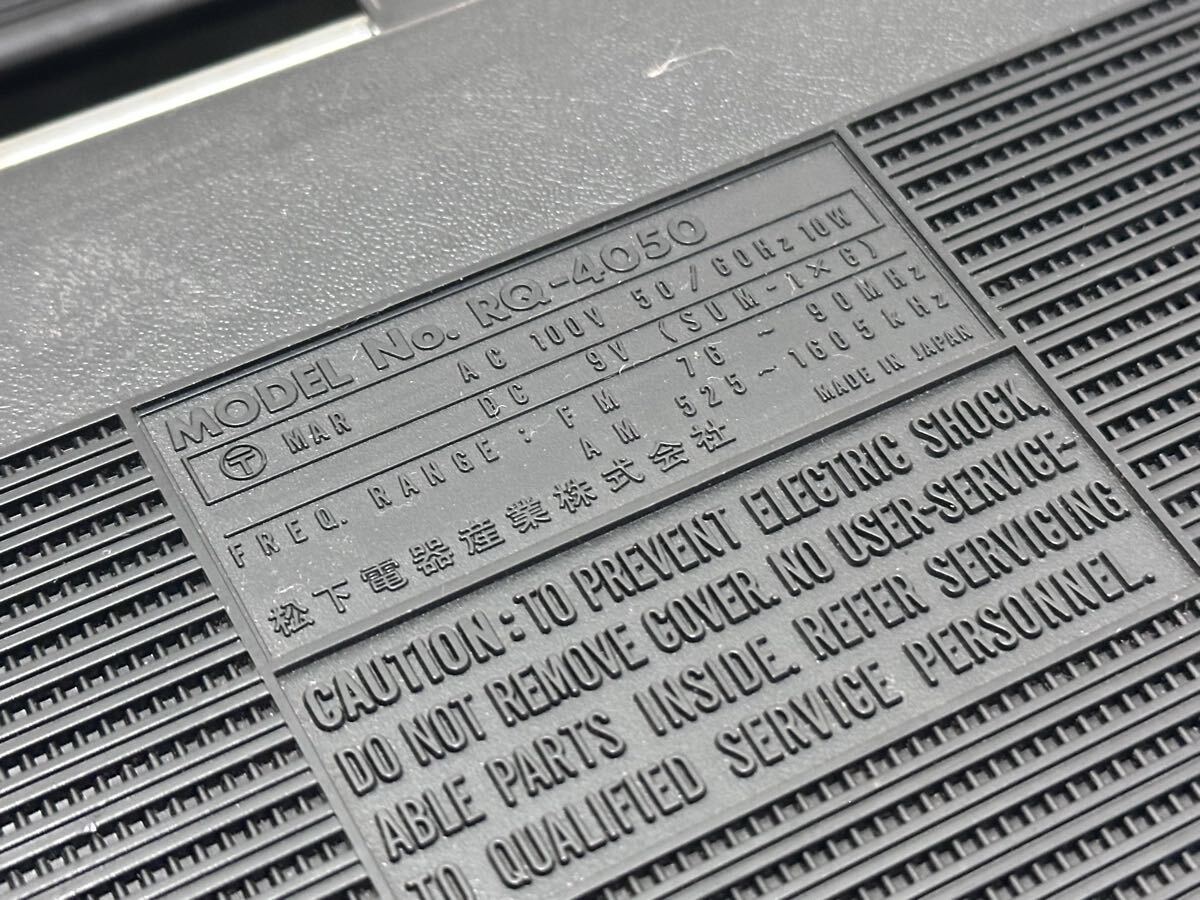 MODEL No. RQ-4050
Ⓣ MAR AC 100V 50/60Hz 10W
DC 9V (SUM-1×6)
FREQ. RANGE: FM 76~90MHz
AM 525~1605kHz
松下電器産業株式会社 MADE IN JAPAN
CAUTION: TO PREVENT ELECTRIC SHOCK,
DO NOT REMOVE COVER. NO USER-SERVICE-
ABLE PARTS INSIDE. REFER SERVICING
TO QUALIFIED SERVICE PERSONNEL.